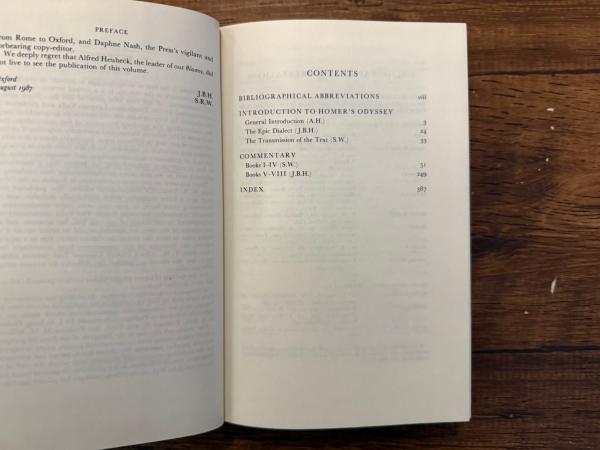 PREFACE
from Rome to Oxford, and Daphne Nash, the Press's vigilant and
forbearing copy-editor.
We deeply regret that Alfred Heubeck, the leader of our θίασος, did
not live to see the publication of this volume.
Oxford
August 1987
J.B.H.
S.R.W.
CONTENTS
BIBLIOGRAPHICAL ABBREVIATIONS viii
INTRODUCTION TO HOMER'S ODYSSEY
General Introduction (A.H.) 3
The Epic Dialect (J.B.H.) 24
The Transmission of the Text (S.W.) 33
COMMENTARY
Books I–IV (S.W.) 51
Books V–VIII (J.B.H.) 249
INDEX 387